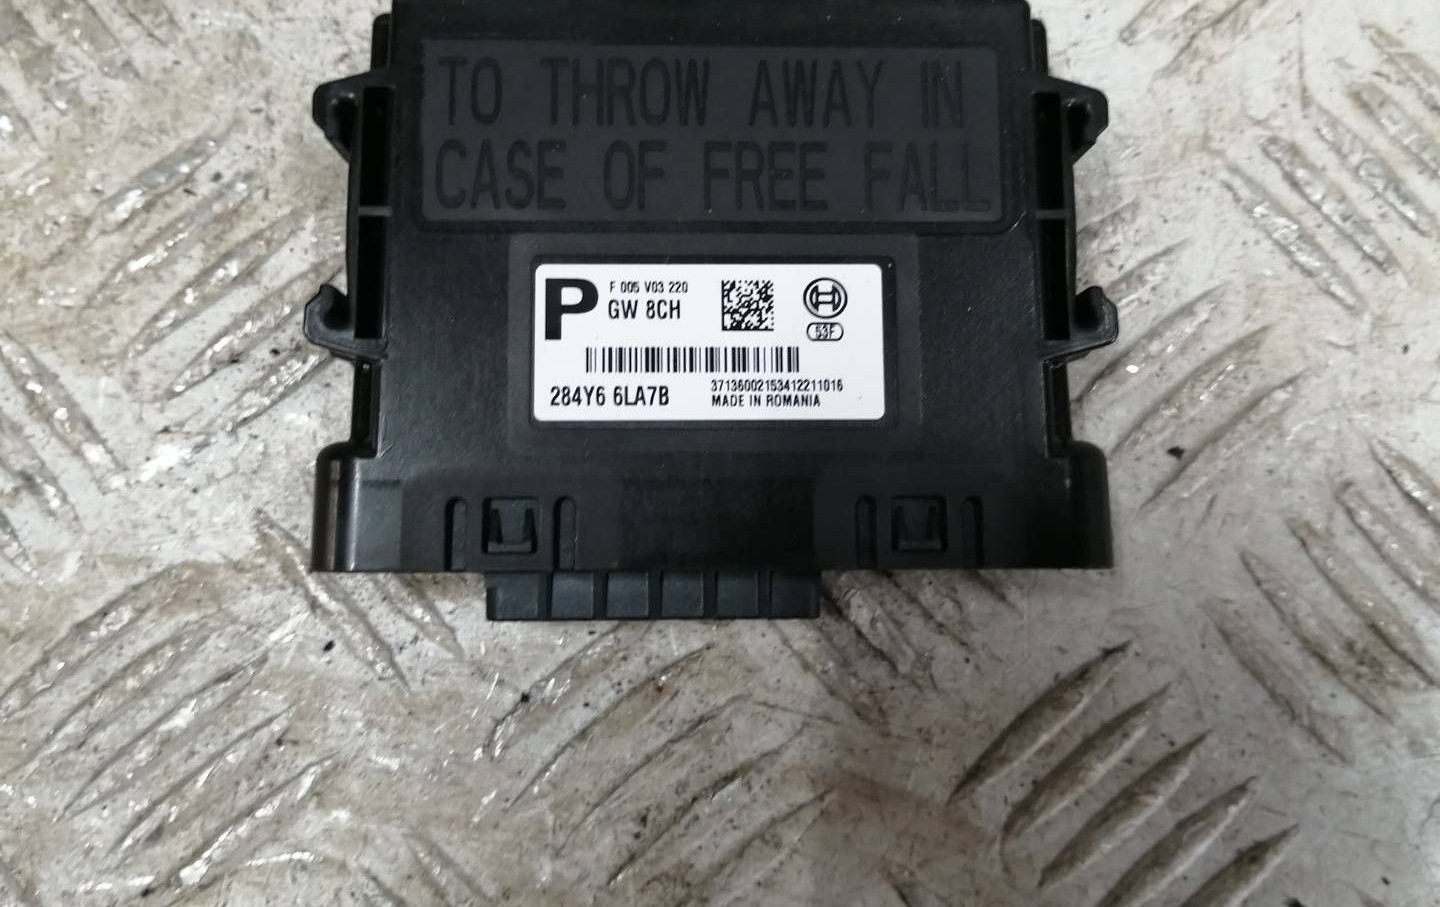 TO THROW AWAY IN
CASE OF FREE FALL
P
F 005 V03 220
GW 8CH
53F
284Y6 6LA7B
37136002153412211016
MADE IN ROMANIA